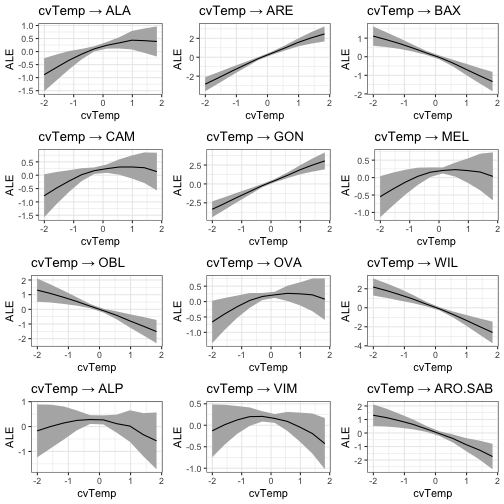 cvTemp → ALA
cvTemp → ARE
cvTemp → BAX
ALE
1.0
0.5
0.0
-0.5
-1.0
-1.5
-2 -1 0 1 2
cvTemp
ALE
2
0
-2
-2 -1 0 1 2
cvTemp
ALE
1
0
-1
-2
-2 -1 0 1 2
cvTemp
cvTemp → CAM
cvTemp → GON
cvTemp → MEL
ALE
0.5
0.0
-0.5
-1.0
-1.5
-2 -1 0 1 2
cvTemp
ALE
2.5
0.0
-2.5
-2 -1 0 1 2
cvTemp
ALE
0.5
0.0
-0.5
-1.0
-2 -1 0 1 2
cvTemp
cvTemp → OBL
cvTemp → OVA
cvTemp → WIL
ALE
2
1
0
-1
-2
-2 -1 0 1 2
cvTemp
ALE
0.5
0.0
-0.5
-1.0
-2 -1 0 1 2
cvTemp
ALE
2
0
-2
-4
-2 -1 0 1 2
cvTemp
cvTemp → ALP
cvTemp → VIM
cvTemp → ARO.SAB
ALE
1
0
-1
-2 -1 0 1 2
cvTemp
ALE
0.5
0.0
-0.5
-1.0
-2 -1 0 1 2
cvTemp
ALE
2
1
0
-1
-2
-2 -1 0 1 2
cvTemp